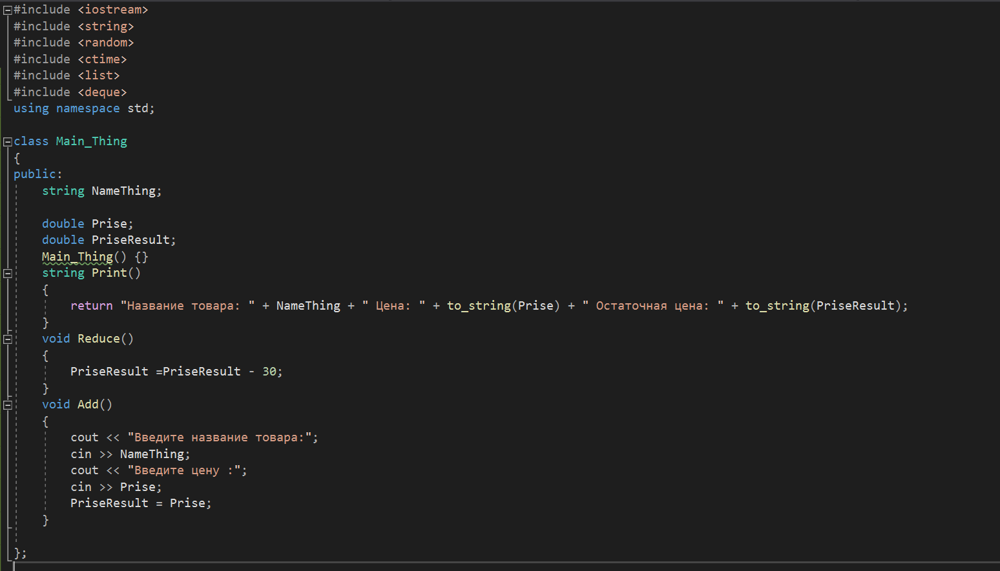 #include <iostream>
#include <string>
#include <random>
#include <ctime>
#include <list>
#include <deque>
using namespace std;
class Main_Thing
{
public:
string NameThing;
double Prise;
double PriseResult;
Main_Thing() {}
string Print()
{
return "Название товара: " + NameThing + " Цена: " + to_string(Prise) + " Остаточная цена: " + to_string(PriseResult);
}
void Reduce()
{
PriseResult =PriseResult - 30;
}
void Add()
{
cout << "Введите название товара:";
cin >> NameThing;
cout << "Введите цену :";
cin >> Prise;
PriseResult = Prise;
}
};